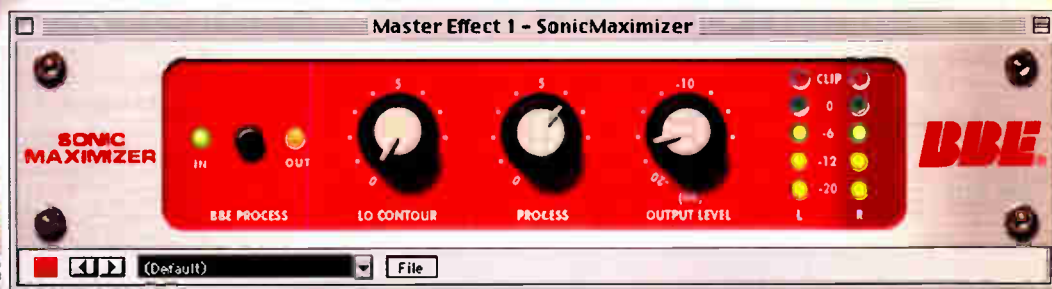 Master Effect 1 - SonicMaximizer
SONIC
MAXIMIZER
IN
OUT
BBE PROCESS
0
5
LO CONTOUR
0
5
PROCESS
-10
-20
OUTPUT LEVEL
CLIP
0
-6
-12
-20
L
R
BBE.
(Default)
File